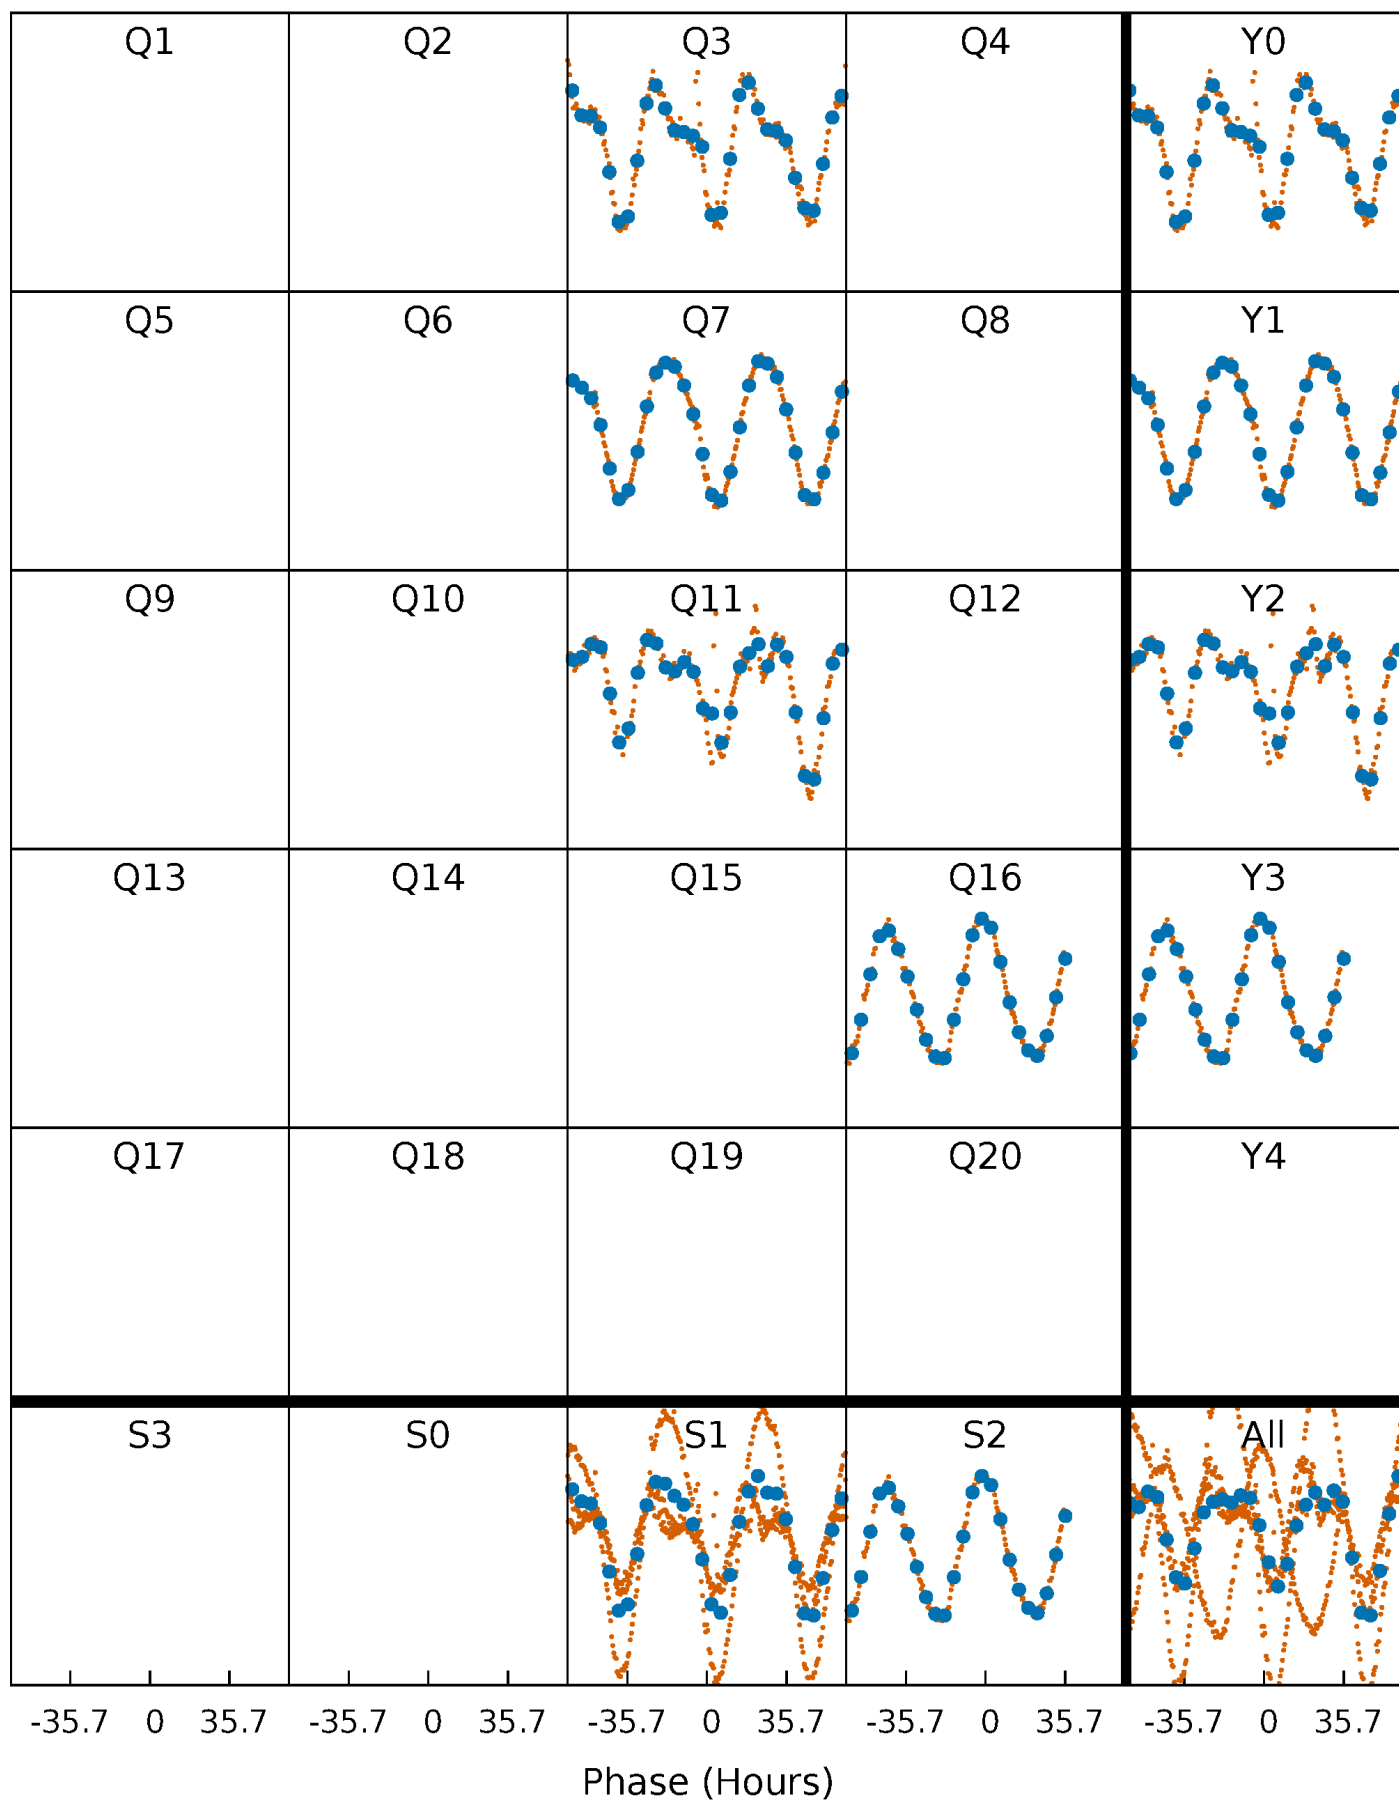 Q1 Q2 Q3 Q4 Y0
Q5 Q6 Q7 Q8 Y1
Q9 Q10 Q11 Q12 Y2
Q13 Q14 Q15 Q16 Y3
Q17 Q18 Q19 Q20 Y4
S3 S0 S1 S2 All
-35.7 0 35.7 -35.7 0 35.7 -35.7 0 35.7 -35.7 0 35.7 -35.7 0 35.7
Phase (Hours)